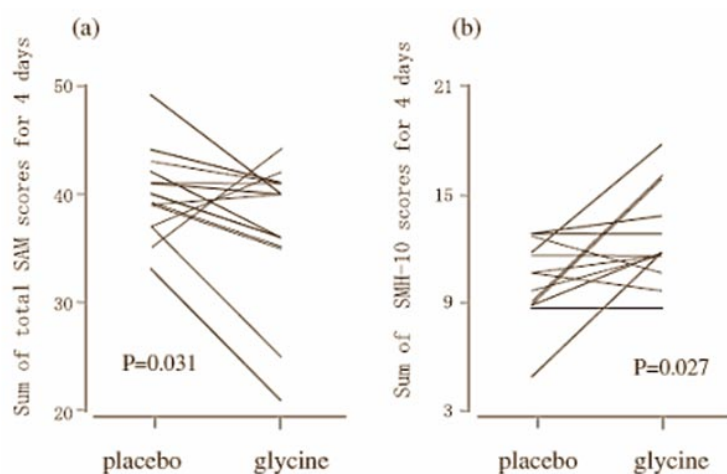 (a)
Sum of total SAM scores for 4 days
50
40
30
20
P=0.031
placebo glycine
(b)
Sum of SMH-10 scores for 4 days
21
15
9
3
P=0.027
placebo glycine